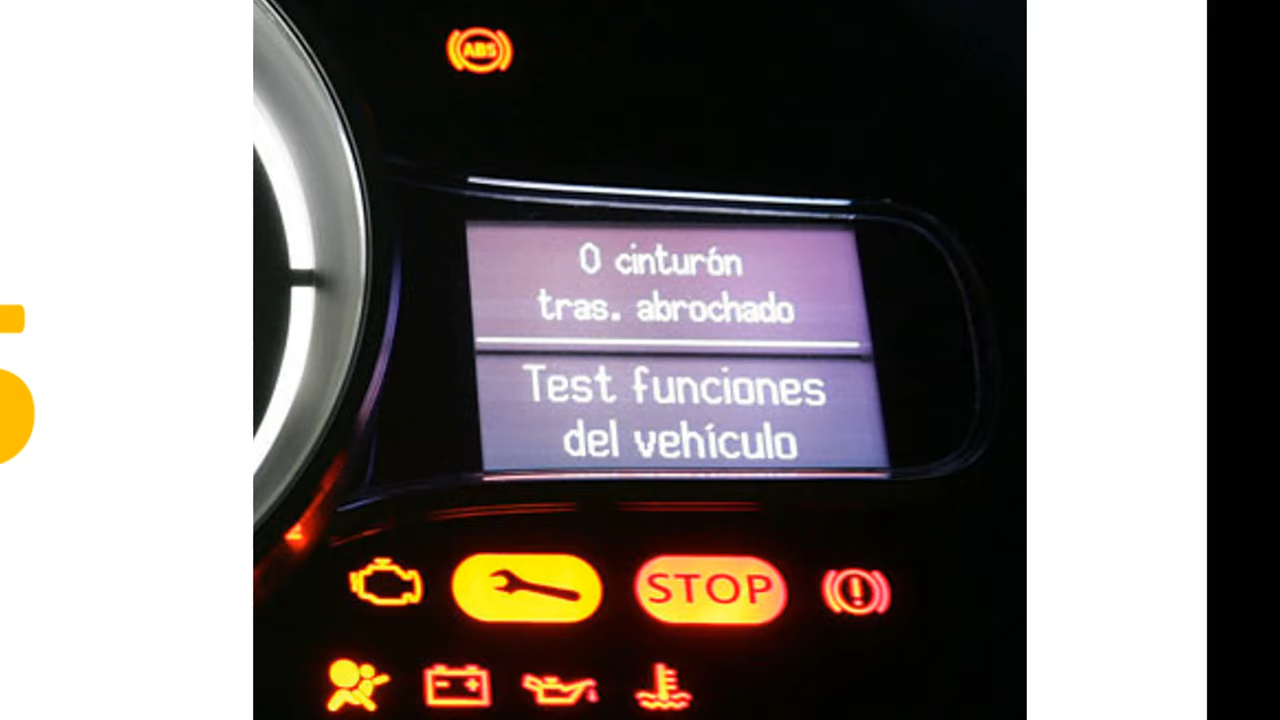 ABS
0 cinturón
tras. abrochado
Test funciones
del vehículo
STOP